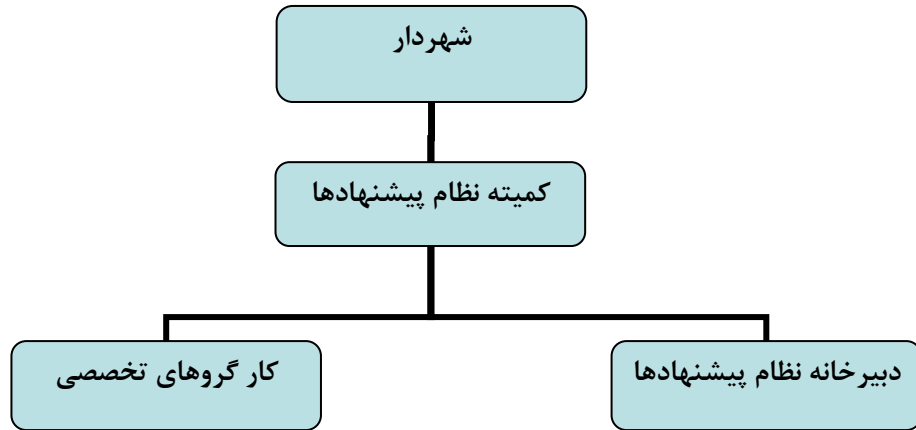 شهردار
کمیته نظام پیشنهادها
دبیرخانه نظام پیشنهادها
کار گروهای تخصصی